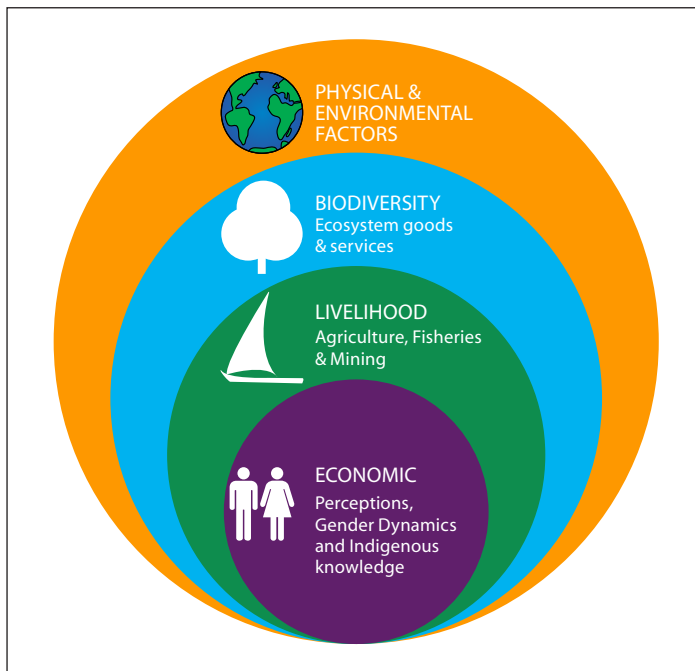 PHYSICAL &
ENVIRONMENTAL
FACTORS
BIODIVERSITY
Ecosystem goods
& services
LIVELIHOOD
Agriculture, Fisheries
& Mining
ECONOMIC
Perceptions,
Gender Dynamics
and Indigenous
knowledge